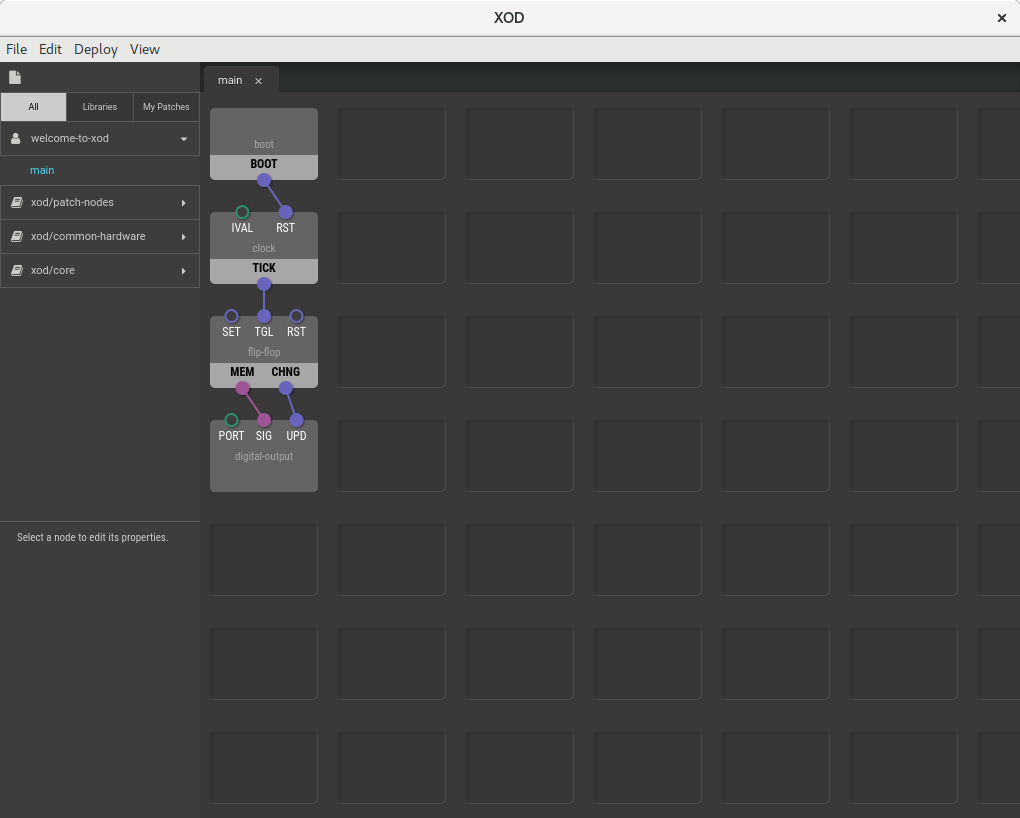 XOD
File Edit Deploy View
main
All Libraries My Patches
welcome-to-xod
main
xod/patch-nodes
xod/common-hardware
xod/core
Select a node to edit its properties.
boot
BOOT
IVAL RST
clock
TICK
SET TGL RST
flip-flop
MEM CHNG
PORT SIG UPD
digital-output